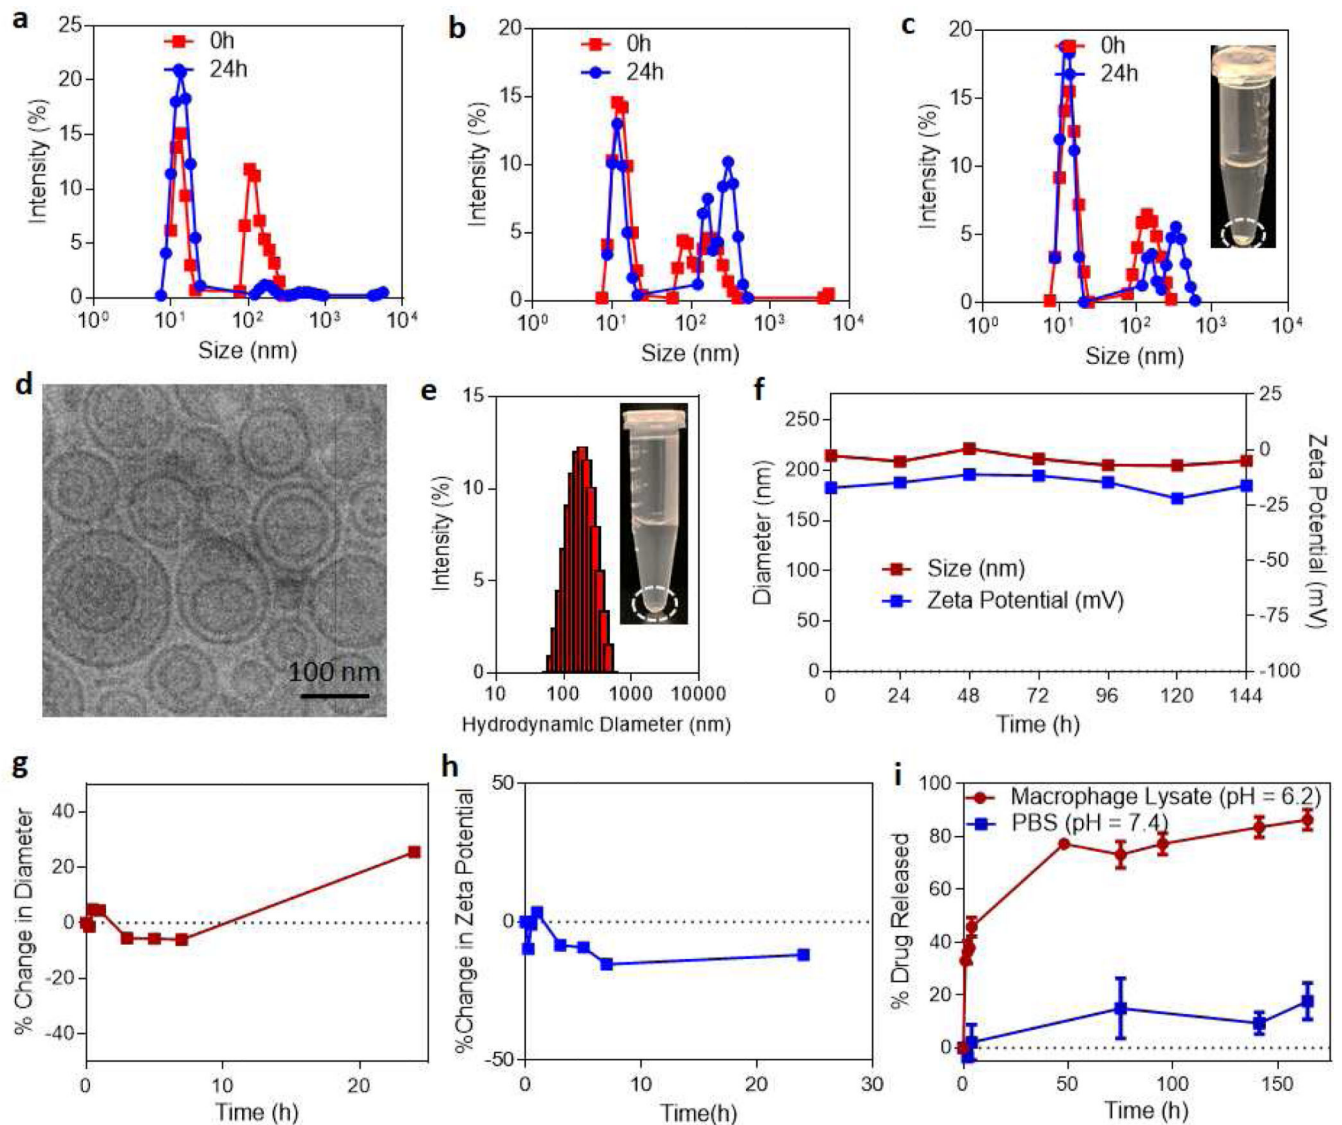 a
25
20
15
10
5
0
Intensity (%)
0h
24h
10⁰ 10¹ 10² 10³ 10⁴
Size (nm)
b
20
15
10
5
0
Intensity (%)
0h
24h
10⁰ 10¹ 10² 10³ 10⁴
Size (nm)
c
20
15
10
5
0
Intensity (%)
0h
24h
10⁰ 10¹ 10² 10³ 10⁴
Size (nm)
d
100 nm
e
15
10
5
0
Intensity (%)
10 100 1000 10000
Hydrodynamic Diameter (nm)
f
250
200
150
100
50
0
Diameter (nm)
Size (nm)
Zeta Potential (mV)
25
0
-25
-50
-75
-100
Zeta Potential (mV)
0 24 48 72 96 120 144
Time (h)
g
40
20
0
-20
-40
% Change in Diameter
0 10 20
Time (h)
h
50
0
-50
%Change in Zeta Potential
0 10 20 30
Time(h)
i
100
80
60
40
20
0
% Drug Released
Macrophage Lysate (pH = 6.2)
PBS (pH = 7.4)
0 50 100 150
Time (h)